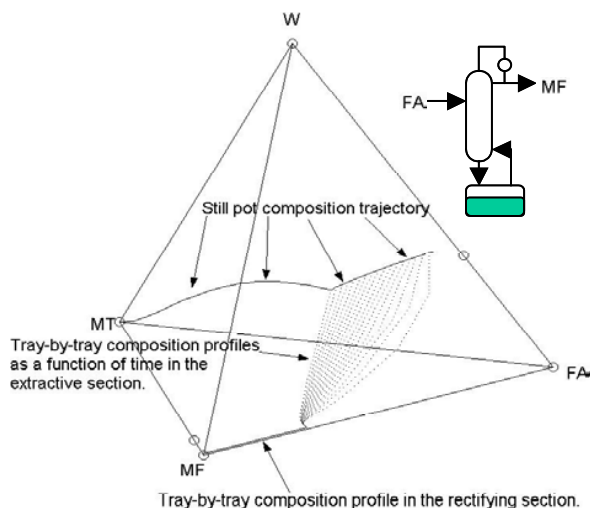 W
FA.
MF
Still pot composition trajectory
MT
Tray-by-tray composition profiles
as a function of time in the
extractive section.
FA.
MF
Tray-by-tray composition profile in the rectifying section.